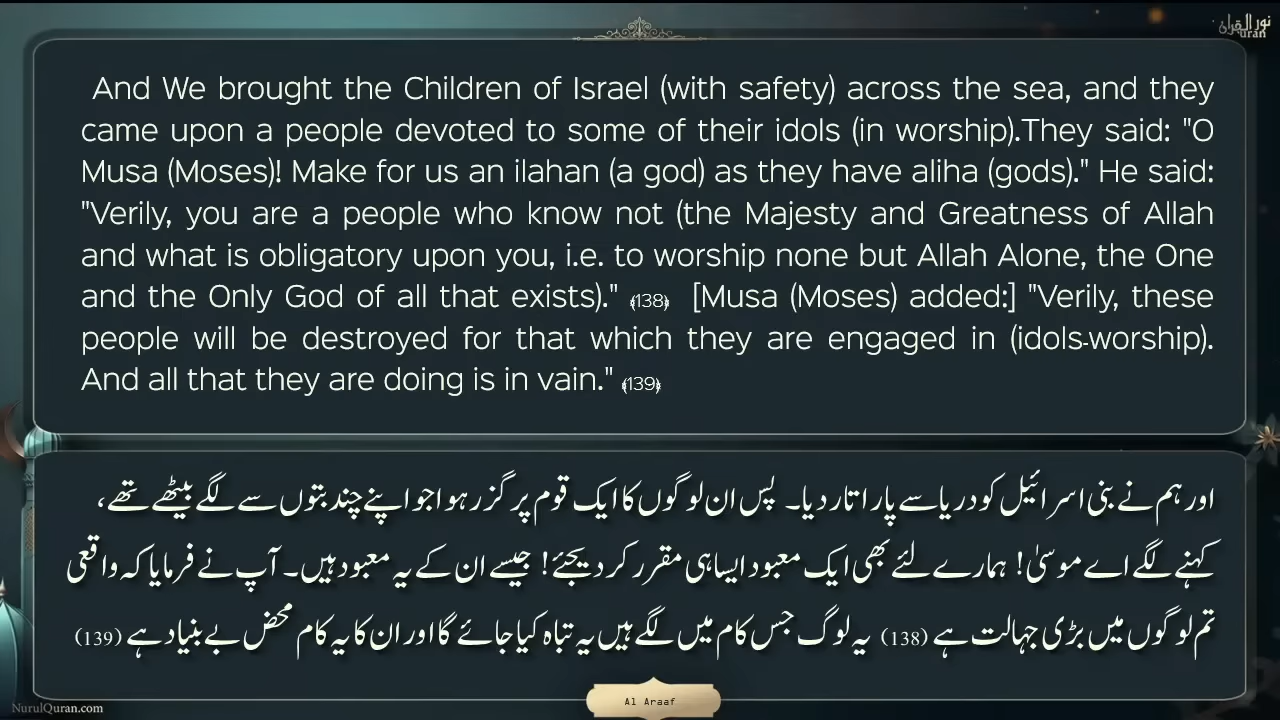 نور القرآن
uran
And We brought the Children of Israel (with safety) across the sea, and they
came upon a people devoted to some of their idols (in worship).They said: "O
Musa (Moses)! Make for us an ilahan (a god) as they have aliha (gods)." He said:
"Verily, you are a people who know not (the Majesty and Greatness of Allah
and what is obligatory upon you, i.e. to worship none but Allah Alone, the One
and the Only God of all that exists)." ﴾138﴿ [Musa (Moses) added:] "Verily, these
people will be destroyed for that which they are engaged in (idols-worship).
And all that they are doing is in vain." ﴾139﴿
اور ہم نے بنی اسرائیل کو دریا سے پار اتار دیا۔ پس ان لوگوں کا ایک قوم پر گزر ہوا جو اپنے چند بتوں سے لگے بیٹھے تھے،
کہنے لگے اے موسیٰ! ہمارے لئے بھی ایک معبود ایسا ہی مقرر کر دیجئے! جیسے ان کے یہ معبود ہیں۔ آپ نے فرمایا کہ واقعی
تم لوگوں میں بڑی جہالت ہے (138) یہ لوگ جس کام میں لگے ہیں یہ تباہ کیا جائے گا اور ان کا یہ کام محض بے بنیاد ہے (139)
Al Araaf
NurulQuran.com